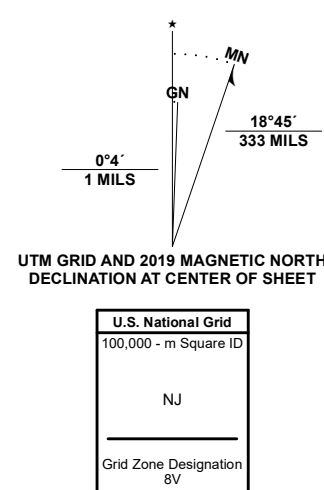 ★
MN
GN
18°45´
333 MILS
0°4´
1 MILS
UTM GRID AND 2019 MAGNETIC NORTH
DECLINATION AT CENTER OF SHEET
U.S. National Grid
100,000 - m Square ID
NJ
Grid Zone Designation
8V